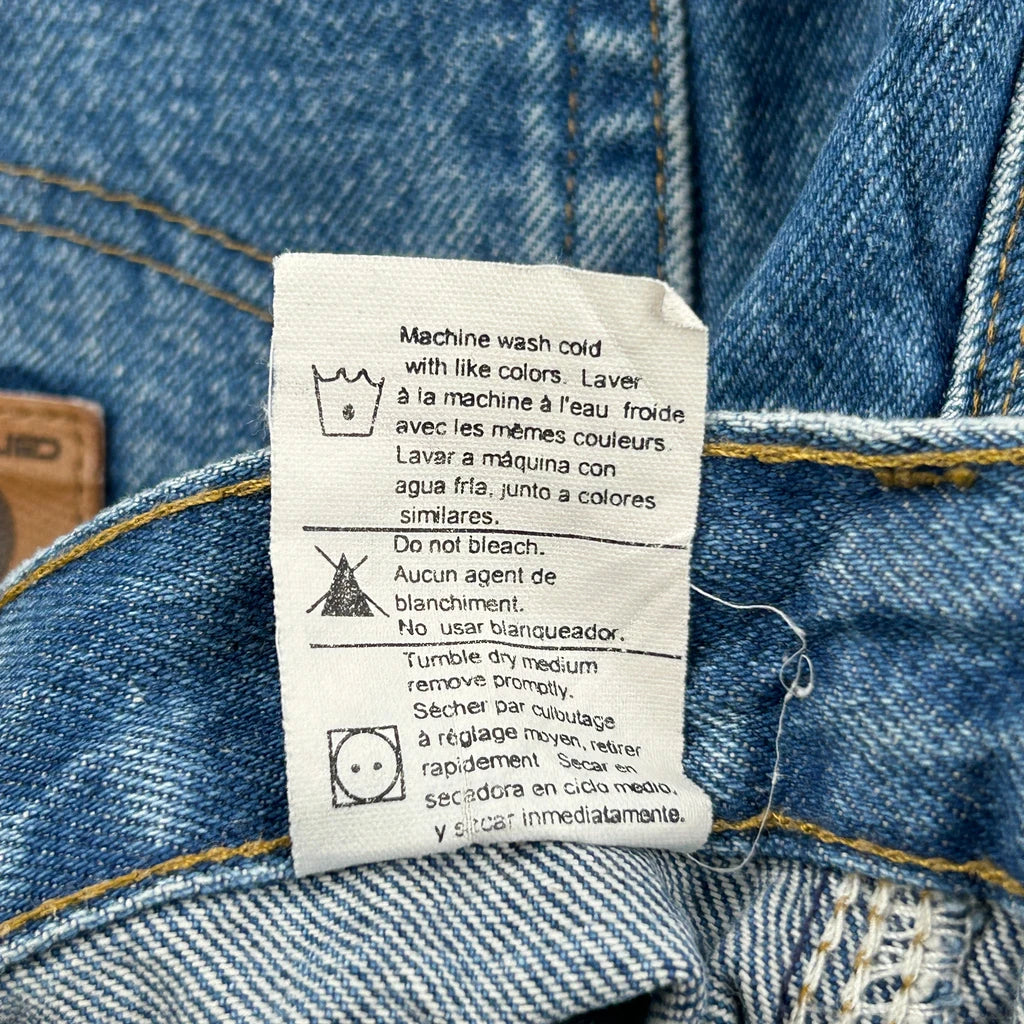 Machine wash cold
with like colors. Laver
à la machine à l'eau froide
avec les mêmes couleurs.
Lavar a máquina con
agua fría, junto a colores
similares.
Do not bleach.
Aucun agent de
blanchiment.
No usar blanqueador.
Tumble dry medium
remove promptly.
Sécher par culbutage
à réglage moyen, retirer
rapidement Secar en
secadora en ciclo medio.
y sacar inmediatamente.